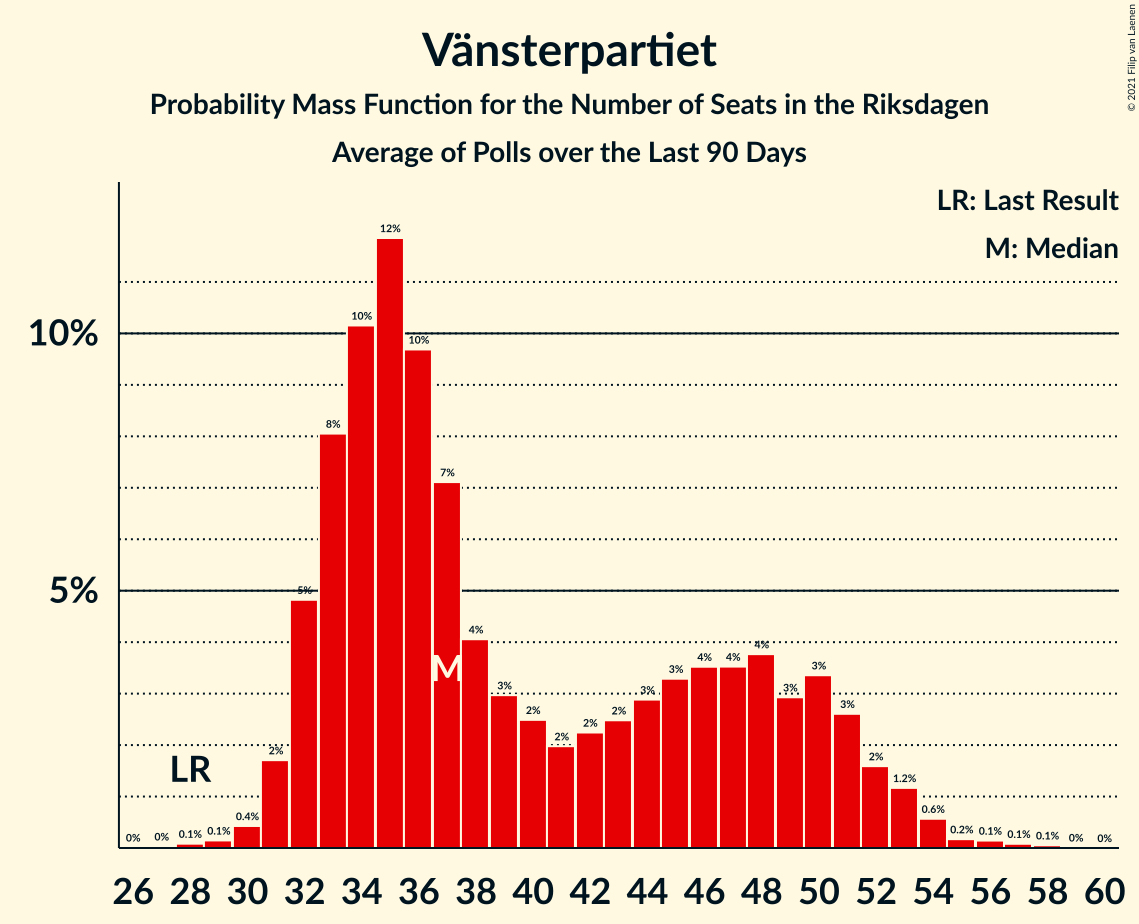 © 2021 Filip van Laenen
Vänsterpartiet
Probability Mass Function for the Number of Seats in the Riksdagen
Average of Polls over the Last 90 Days
LR: Last Result
M: Median
10%
5%
0% 0% 0.1% 0.1% 0.4% 2% 5% 8% 10% 12% 10% 7% 4% 3% 2% 2% 2% 2% 3% 3% 4% 4% 4% 3% 3% 3% 2% 1.2% 0.6% 0.2% 0.1% 0.1% 0.1% 0% 0%
LR
M
26 28 30 32 34 36 38 40 42 44 46 48 50 52 54 56 58 60